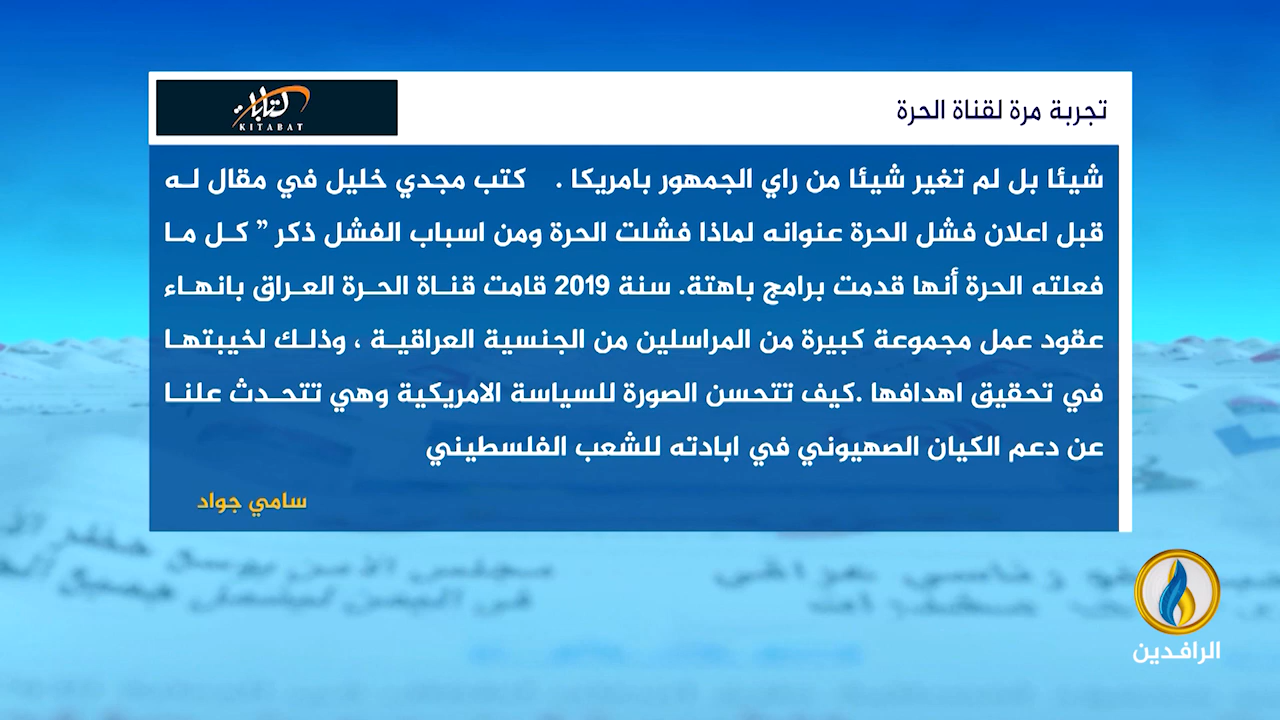 تجربة مرة لقناة الحرة
كتابات
KITABAT
شيئا بل لم تغير شيئا من راي الجمهور بامريكا . كتب مجدي خليل في مقال له
قبل اعلان فشل الحرة عنوانه لماذا فشلت الحرة ومن اسباب الفشل ذكر ” كل ما
فعلته الحرة أنها قدمت برامج باهتة. سنة 2019 قامت قناة الحرة العراق بانهاء
عقود عمل مجموعة كبيرة من المراسلين من الجنسية العراقية ، وذلك لخيبتها
في تحقيق اهدافها .كيف تتحسن الصورة للسياسة الامريكية وهي تتحدث علنا
عن دعم الكيان الصهيوني في ابادته للشعب الفلسطيني
سامي جواد
مجلس الأمن يوسع
الرافدين